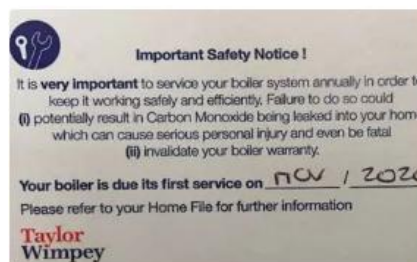 Important Safety Notice !
It is very important to service your boiler system annually in order to
keep it working safely and efficiently. Failure to do so could
(i) potentially result in Carbon Monoxide being leaked into your home
which can cause serious personal injury and even be fatal
(ii) invalidate your boiler warranty.
Your boiler is due its first service on nov / 2020
Please refer to your Home File for further information
Taylor
Wimpey